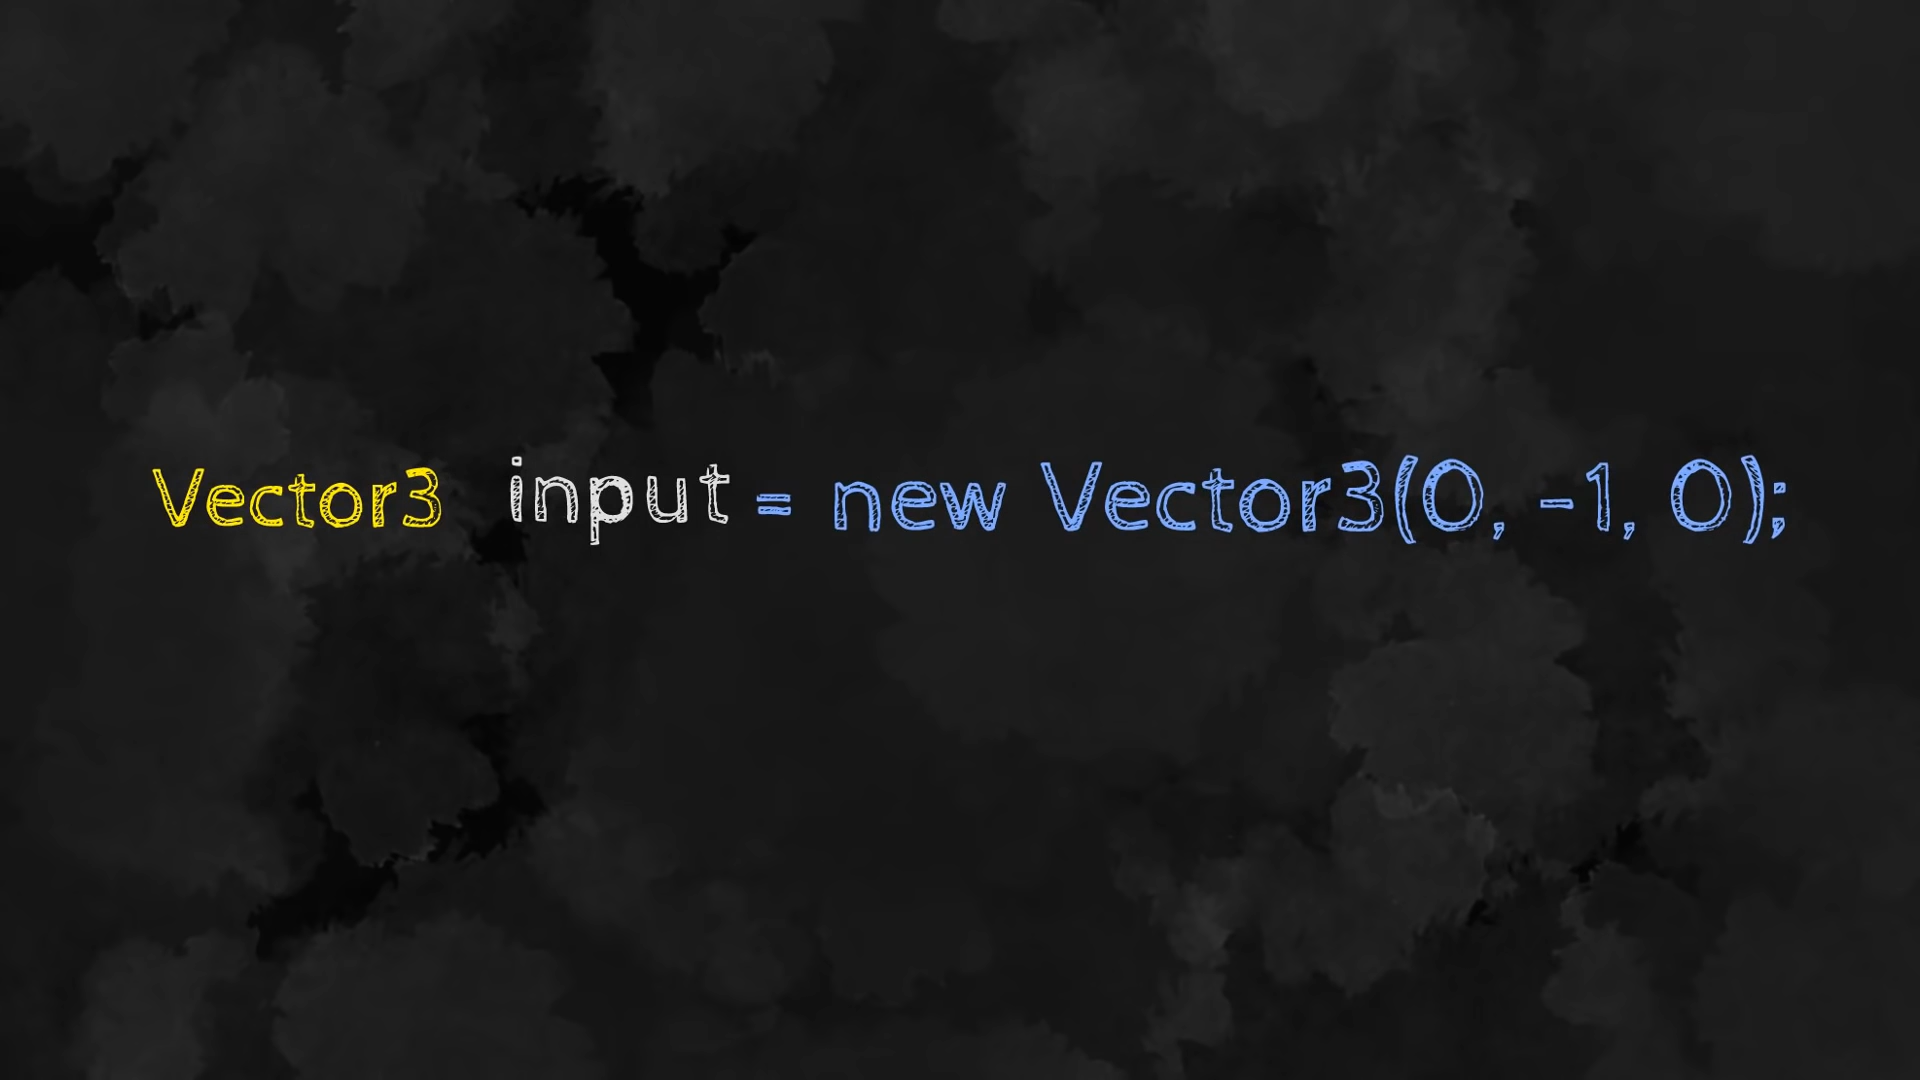 Vector3 input = new Vector3(0, -1, 0);